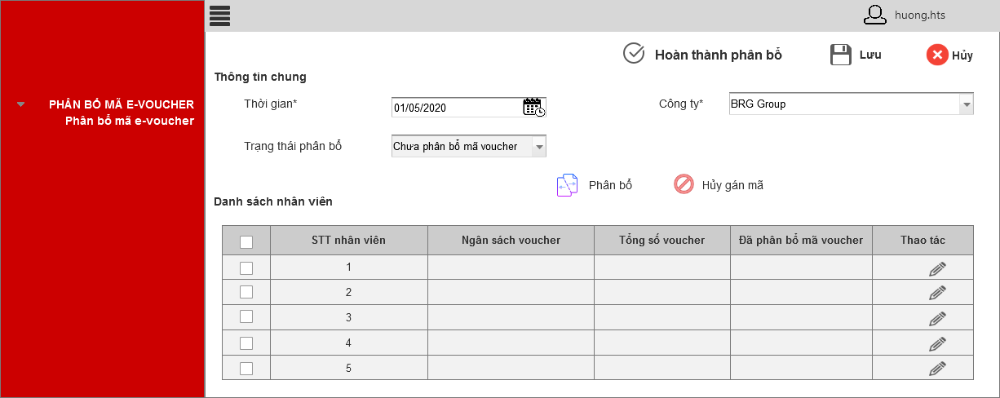 huong.hts
Hoàn thành phân bổ Lưu Hủy
PHÂN BỔ MÃ E-VOUCHER
Phân bổ mã e-voucher
Thông tin chung
Thời gian* 01/05/2020 Công ty* BRG Group
Trạng thái phân bổ Chưa phân bổ mã voucher
Phân bổ Hủy gán mã
Danh sách nhân viên
STT nhân viên Ngân sách voucher Tổng số voucher Đã phân bổ mã voucher Thao tác
1
2
3
4
5